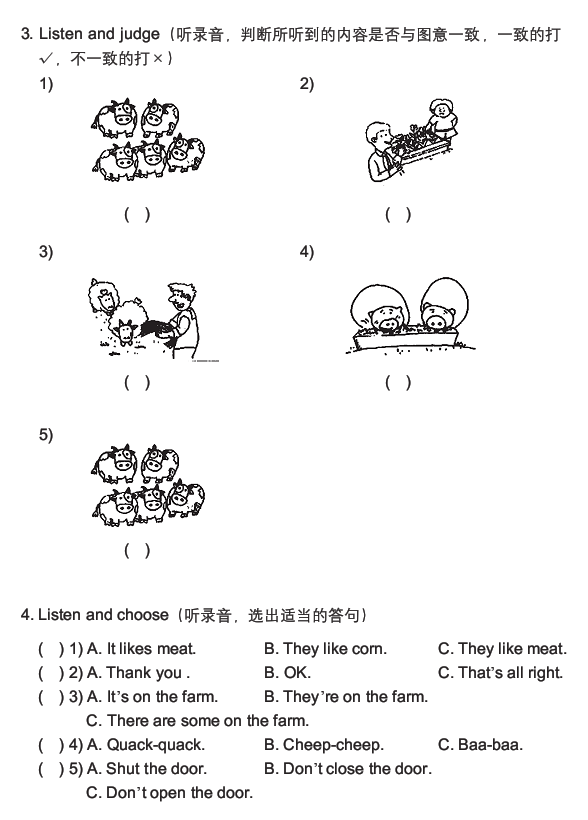 3. Listen and judge（听录音，判断所听到的内容是否与图意一致，一致的打
✓，不一致的打×）
1) 2)
( ) ( )
3) 4)
( ) ( )
5)
( )
4. Listen and choose（听录音，选出适当的答句）
( ) 1) A. It likes meat. B. They like corn. C. They like meat.
( ) 2) A. Thank you . B. OK. C. That's all right.
( ) 3) A. It's on the farm. B. They're on the farm.
C. There are some on the farm.
( ) 4) A. Quack-quack. B. Cheep-cheep. C. Baa-baa.
( ) 5) A. Shut the door. B. Don't close the door.
C. Don't open the door.